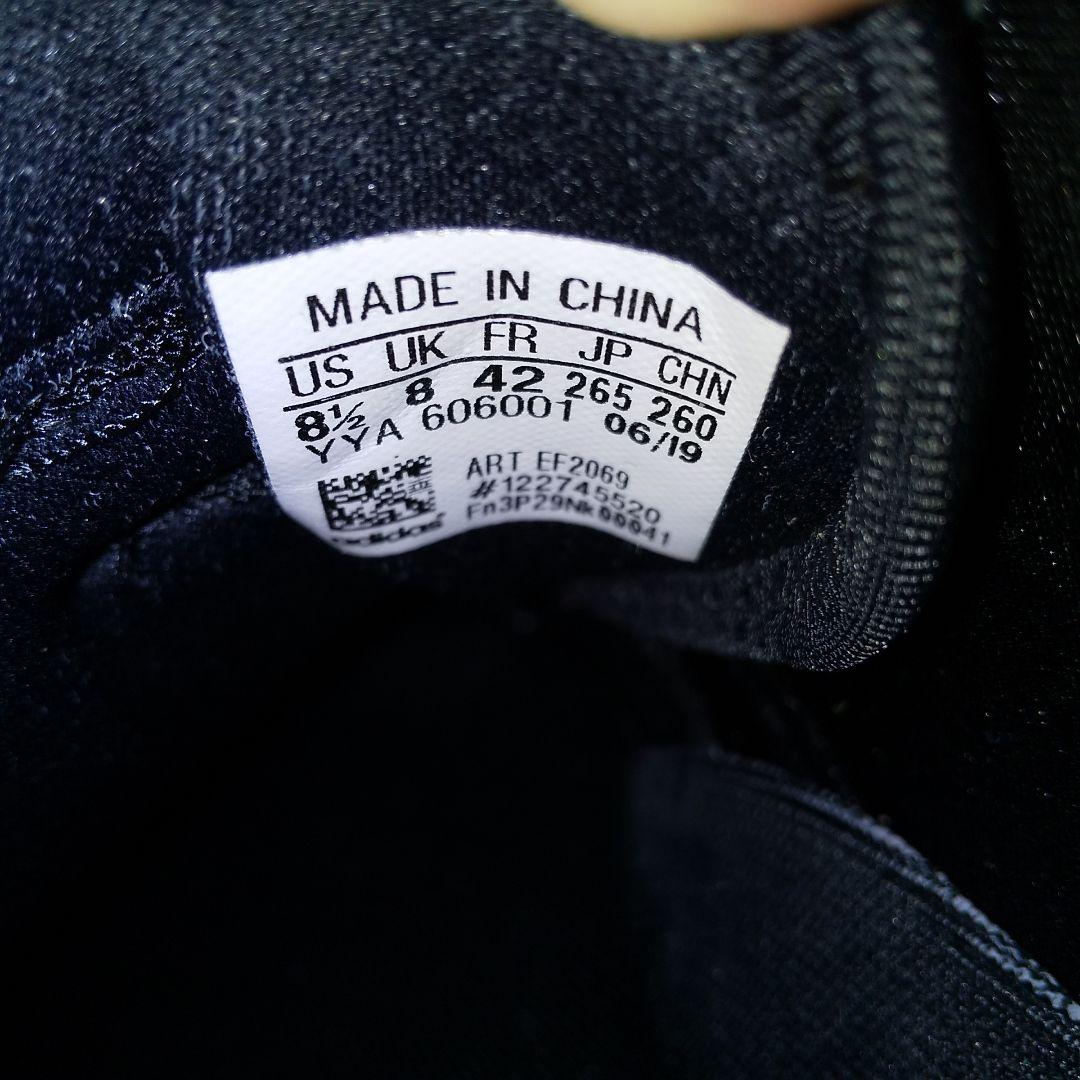 MADE IN CHINA
US UK FR JP CHN
8½ 8 42 265 260
YYA 606001 06/19
ART EF2069
#122745520
Fn3P29Nk00041
adidas